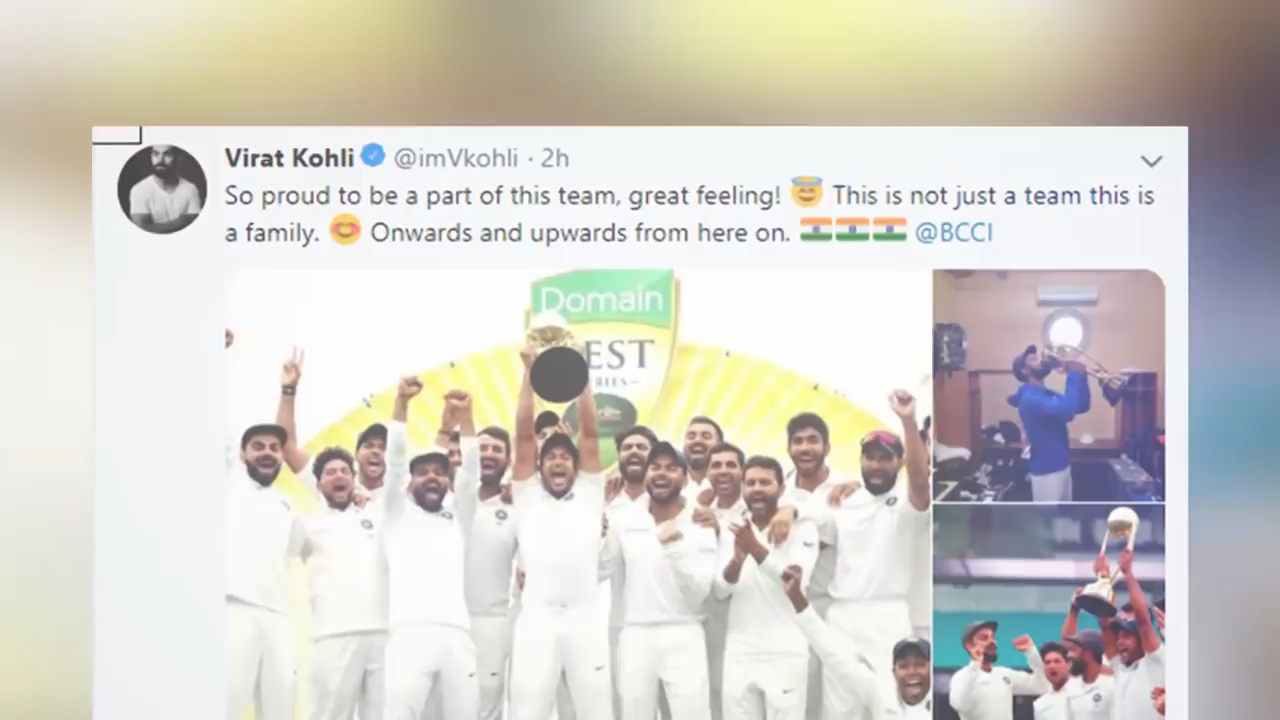 Virat Kohli @imVkohli · 2h
So proud to be a part of this team, great feeling! 😇 This is not just a team this is
a family. 😊 Onwards and upwards from here on. 🇮🇳🇮🇳🇮🇳 @BCCI
Domain
EST
RIES